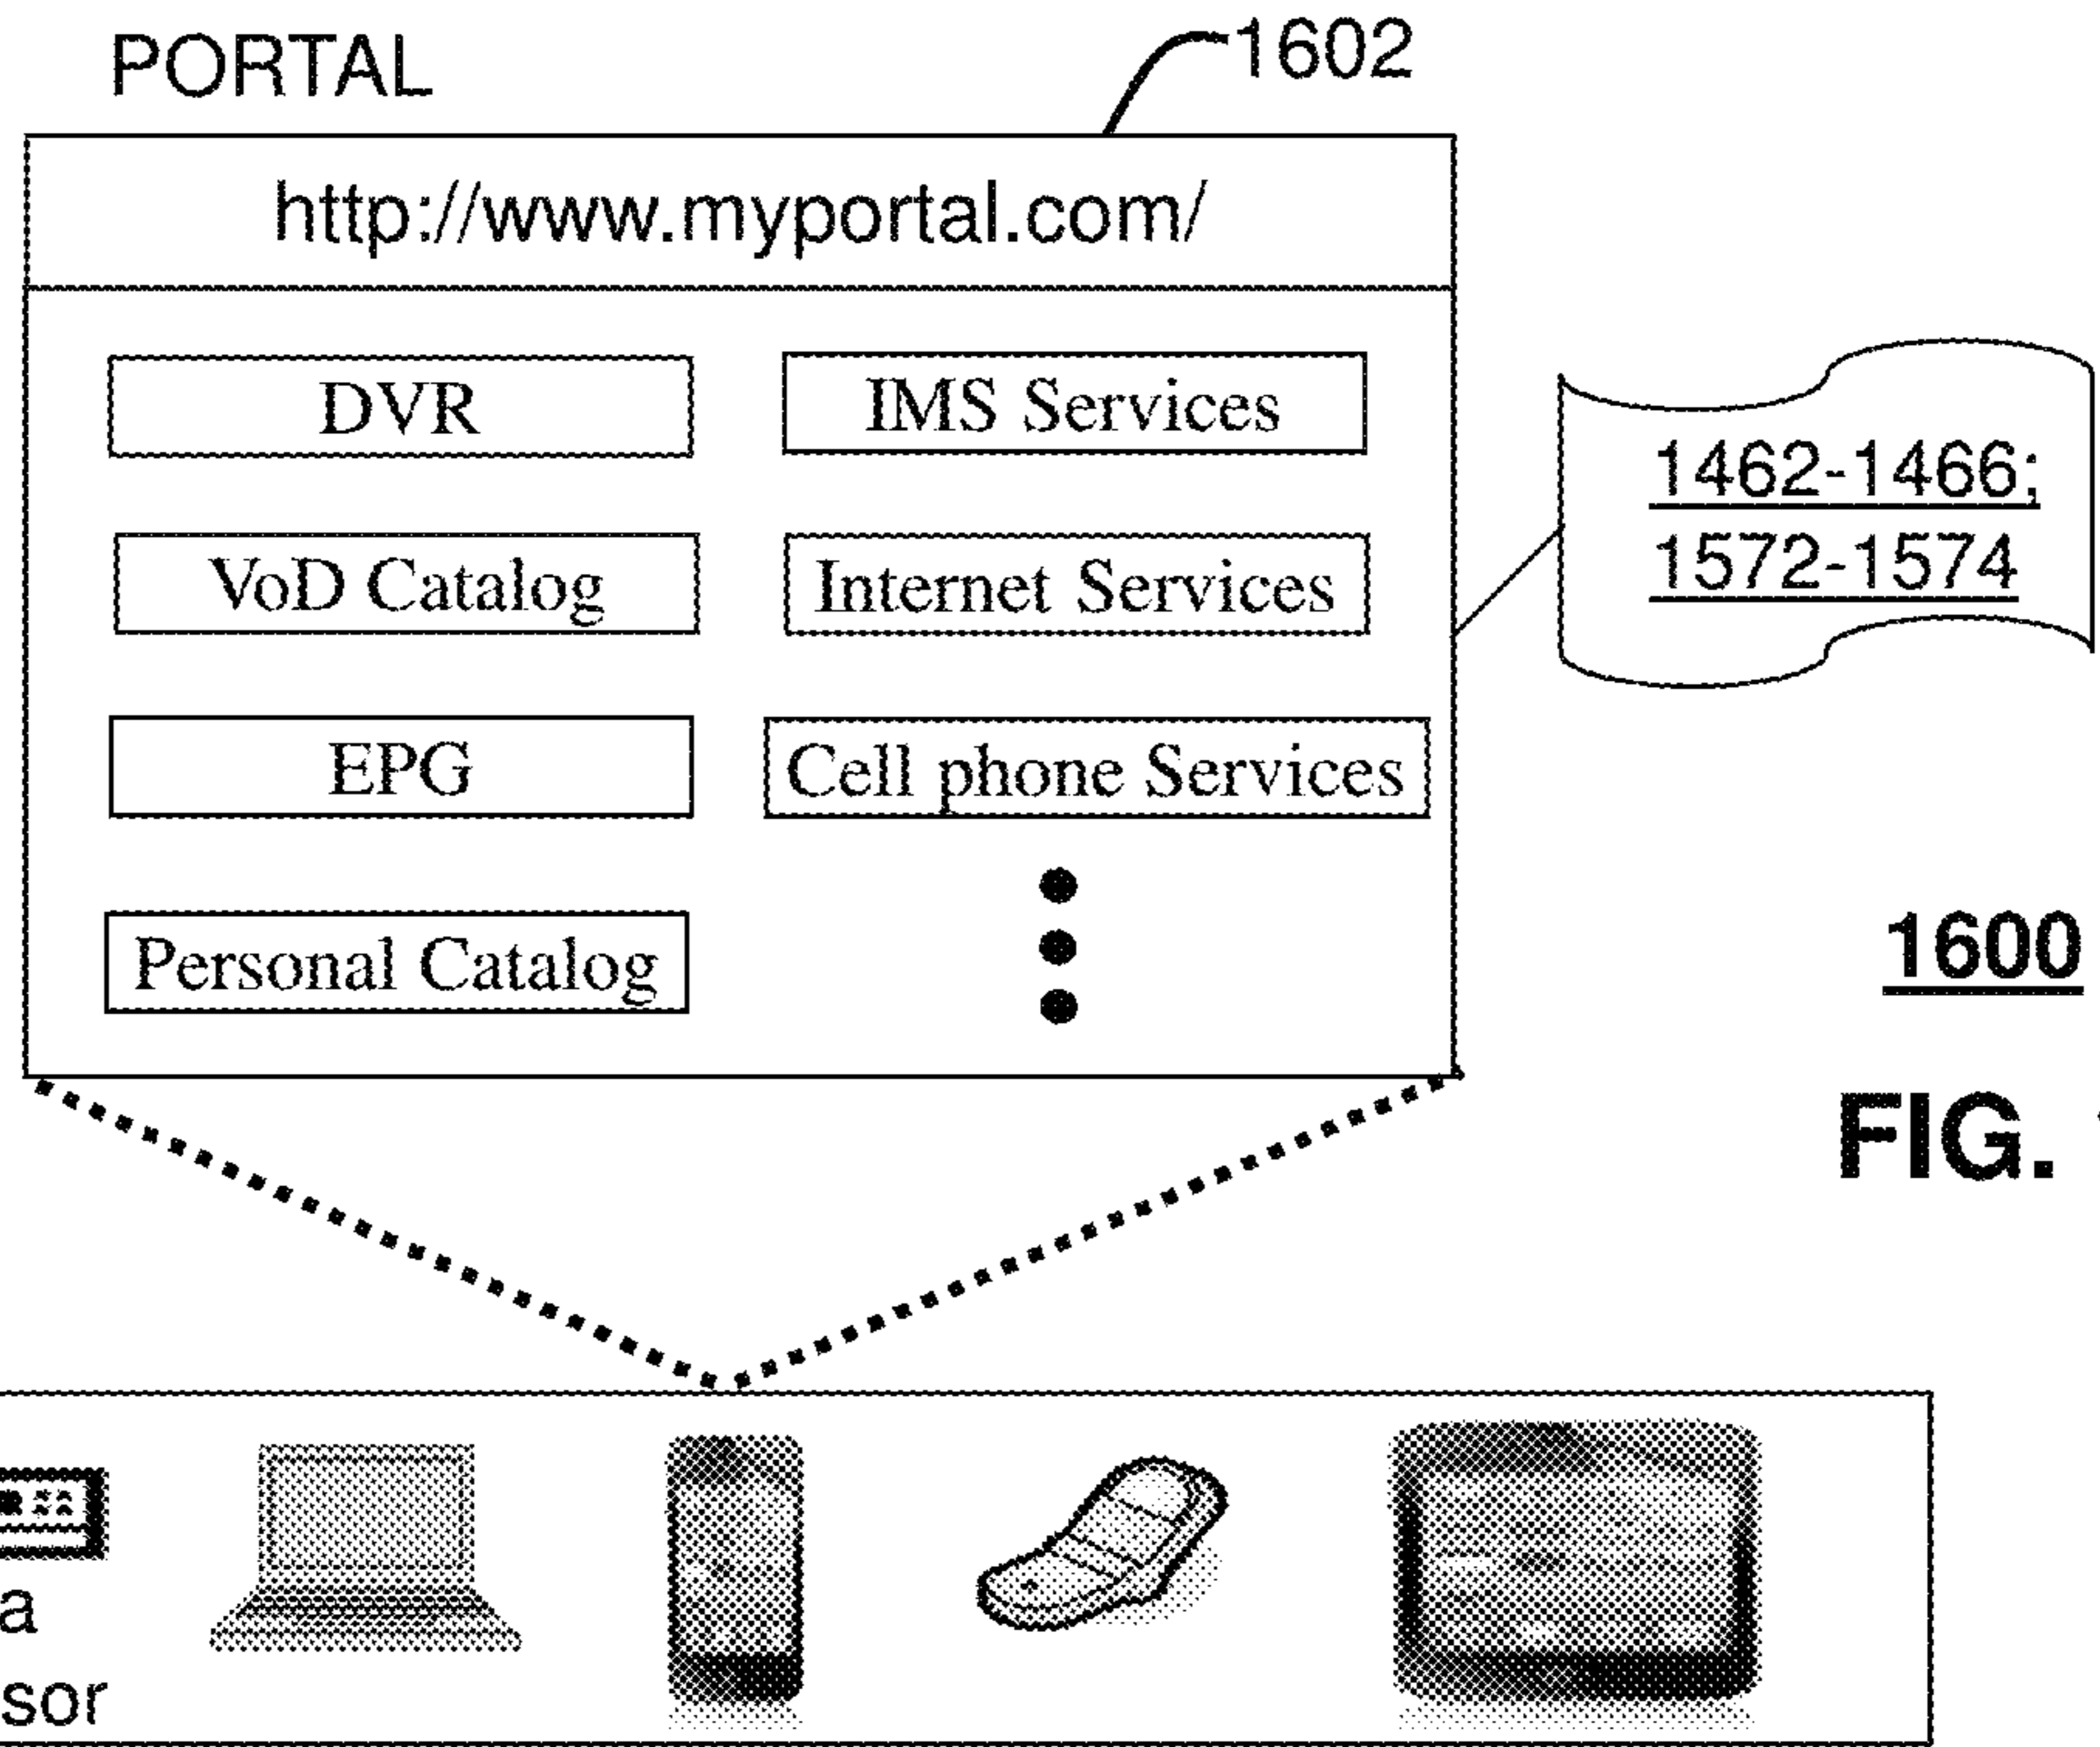 PORTAL
1602
http://www.myportal.com/
DVR
IMS Services
1462-1466;
1572-1574
VoD Catalog
Internet Services
EPG
Cell phone Services
Personal Catalog
1600
FIG.
a
sor